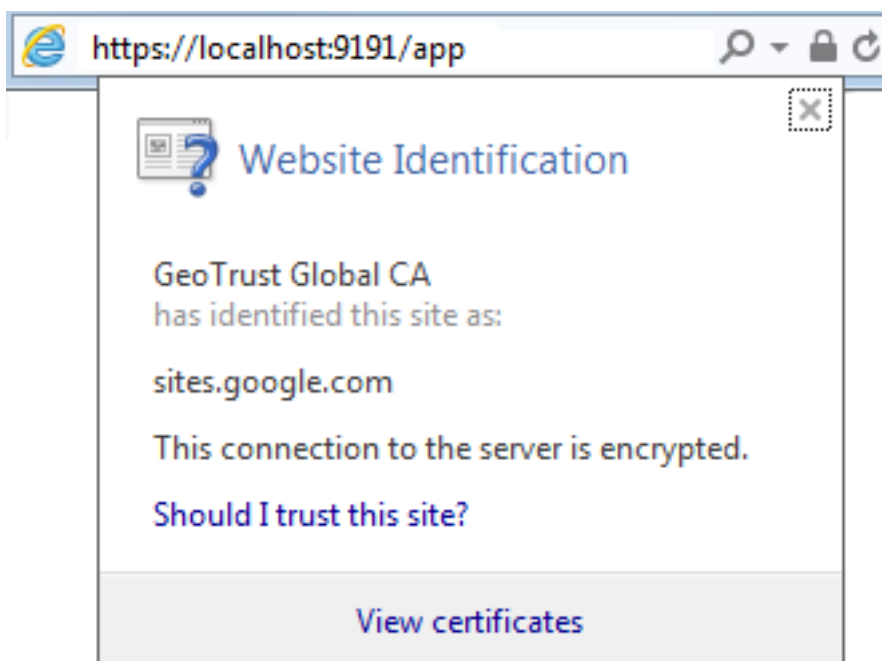 https://localhost:9191/app
Website Identification
GeoTrust Global CA
has identified this site as:
sites.google.com
This connection to the server is encrypted.
Should I trust this site?
View certificates